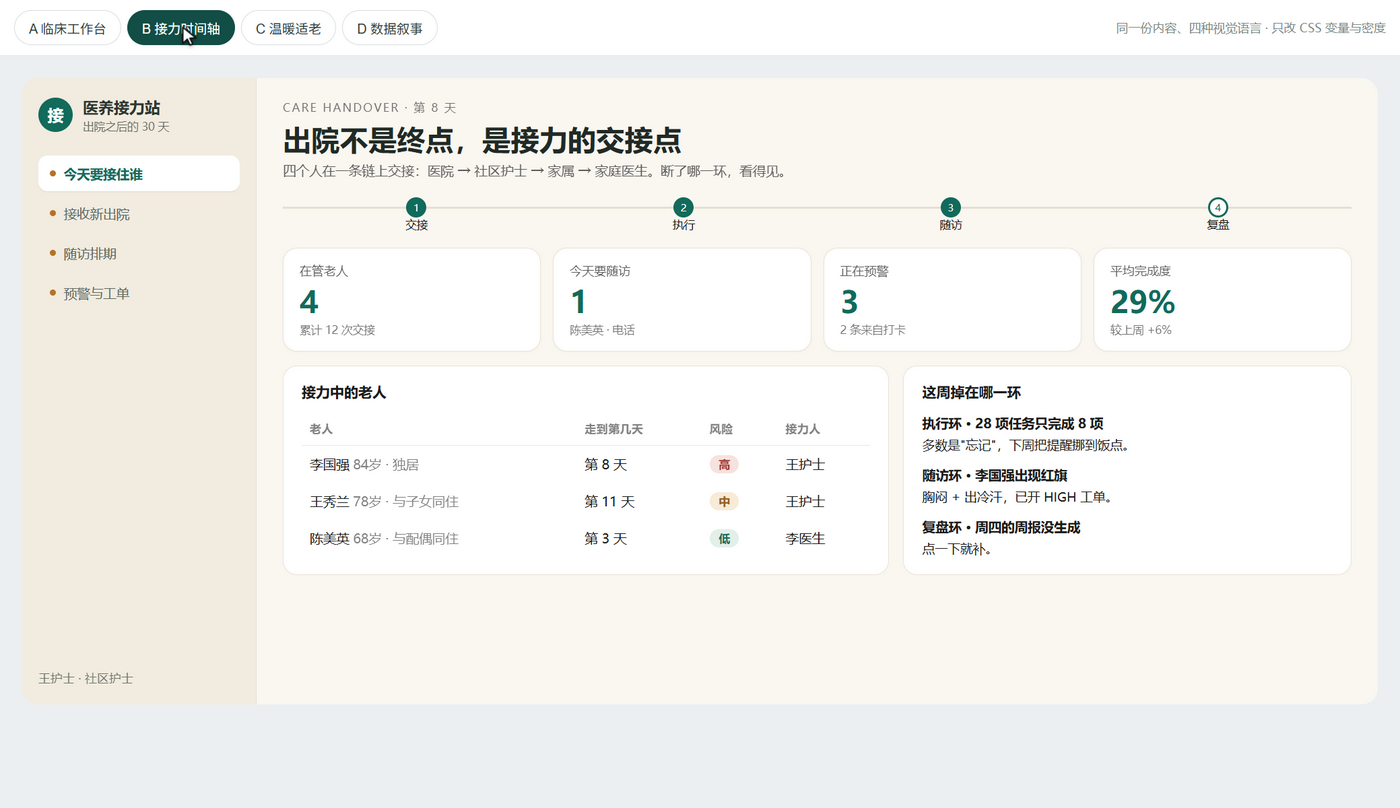 A 临床工作台
B 接力时间轴
C 温暖适老
D 数据叙事
同一份内容、四种视觉语言 · 只改 CSS 变量与密度
接
医养接力站
出院之后的 30 天
今天要接住谁
接收新出院
随访排期
预警与工单
王护士 · 社区护士
CARE HANDOVER · 第 8 天
出院不是终点，是接力的交接点
四个人在一条链上交接：医院 → 社区护士 → 家属 → 家庭医生。断了哪一环，看得见。
1 2 3 4
交接 执行 随访 复盘
在管老人
4
累计 12 次交接
今天要随访
1
陈美英 · 电话
正在预警
3
2 条来自打卡
平均完成度
29%
较上周 +6%
接力中的老人
老人 走到第几天 风险 接力人
李国强 84岁 · 独居 第 8 天 高 王护士
王秀兰 78岁 · 与子女同住 第 11 天 中 王护士
陈美英 68岁 · 与配偶同住 第 3 天 低 李医生
这周掉在哪一环
执行环 · 28 项任务只完成 8 项
多数是"忘记"，下周把提醒挪到饭点。
随访环 · 李国强出现红旗
胸闷 + 出冷汗，已开 HIGH 工单。
复盘环 · 周四的周报没生成
点一下就补。